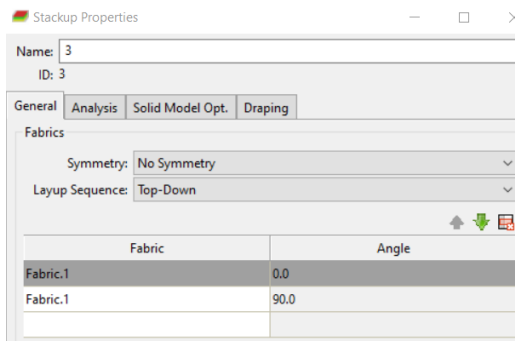 Stackup Properties
Name: 3
ID: 3
General Analysis Solid Model Opt. Draping
Fabrics
Symmetry: No Symmetry
Layup Sequence: Top-Down
Fabric Angle
Fabric.1 0.0
Fabric.1 90.0